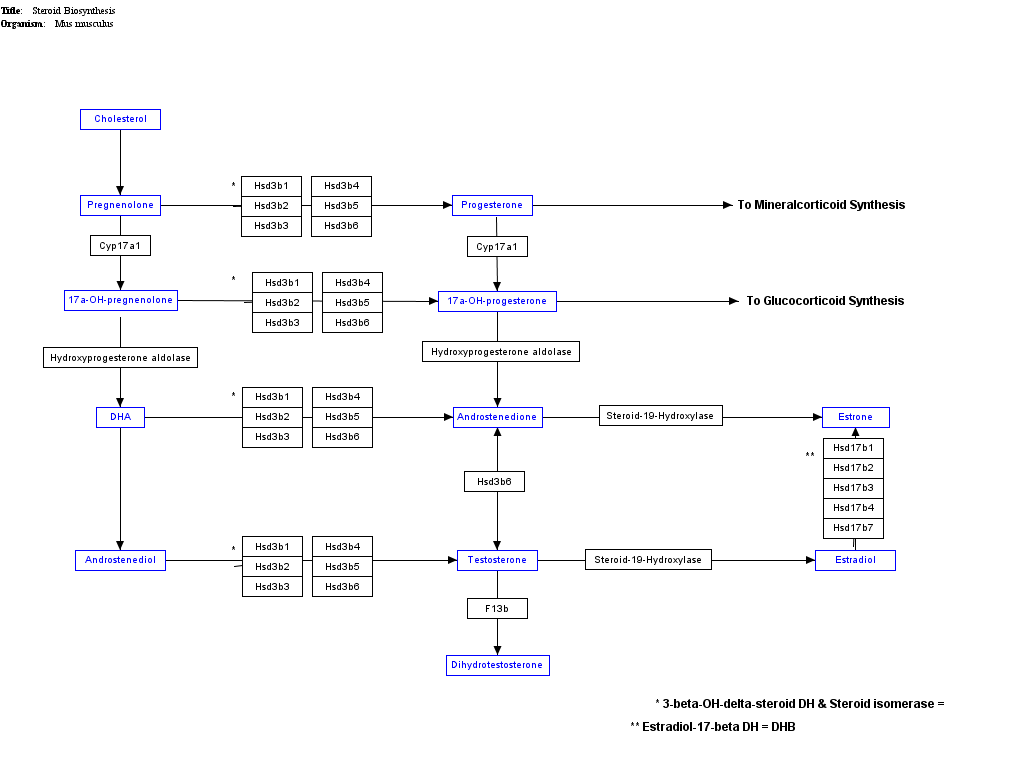 Title: Steroid Biosynthesis
Organism: Mus musculus
Cholesterol
* Hsd3b1 Hsd3b4
Pregnenolone Hsd3b2 Hsd3b5 Progesterone To Mineralcorticoid Synthesis
Hsd3b3 Hsd3b6
Cyp17a1 Cyp17a1
* Hsd3b1 Hsd3b4
17a-OH-pregnenolone Hsd3b2 Hsd3b5 17a-OH-progesterone To Glucocorticoid Synthesis
Hsd3b3 Hsd3b6
Hydroxyprogesterone aldolase Hydroxyprogesterone aldolase
* Hsd3b1 Hsd3b4
DHA Hsd3b2 Hsd3b5 Androstenedione Steroid-19-Hydroxylase Estrone
Hsd3b3 Hsd3b6
** Hsd17b1
Hsd17b2
Hsd3b6 Hsd17b3
Hsd17b4
Hsd17b7
* Hsd3b1 Hsd3b4
Androstenediol Hsd3b2 Hsd3b5 Testosterone Steroid-19-Hydroxylase Estradiol
Hsd3b3 Hsd3b6
F13b
Dihydrotestosterone
* 3-beta-OH-delta-steroid DH & Steroid isomerase =
** Estradiol-17-beta DH = DHB